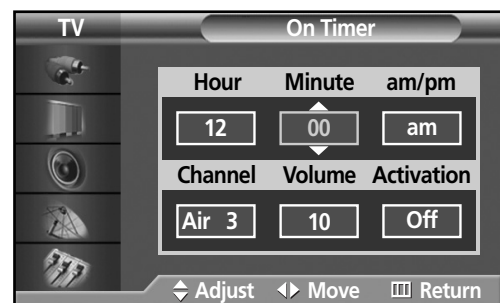 TV On Timer
Hour Minute am/pm
12 00 am
Channel Volume Activation
Air 3 10 Off
Adjust Move Return